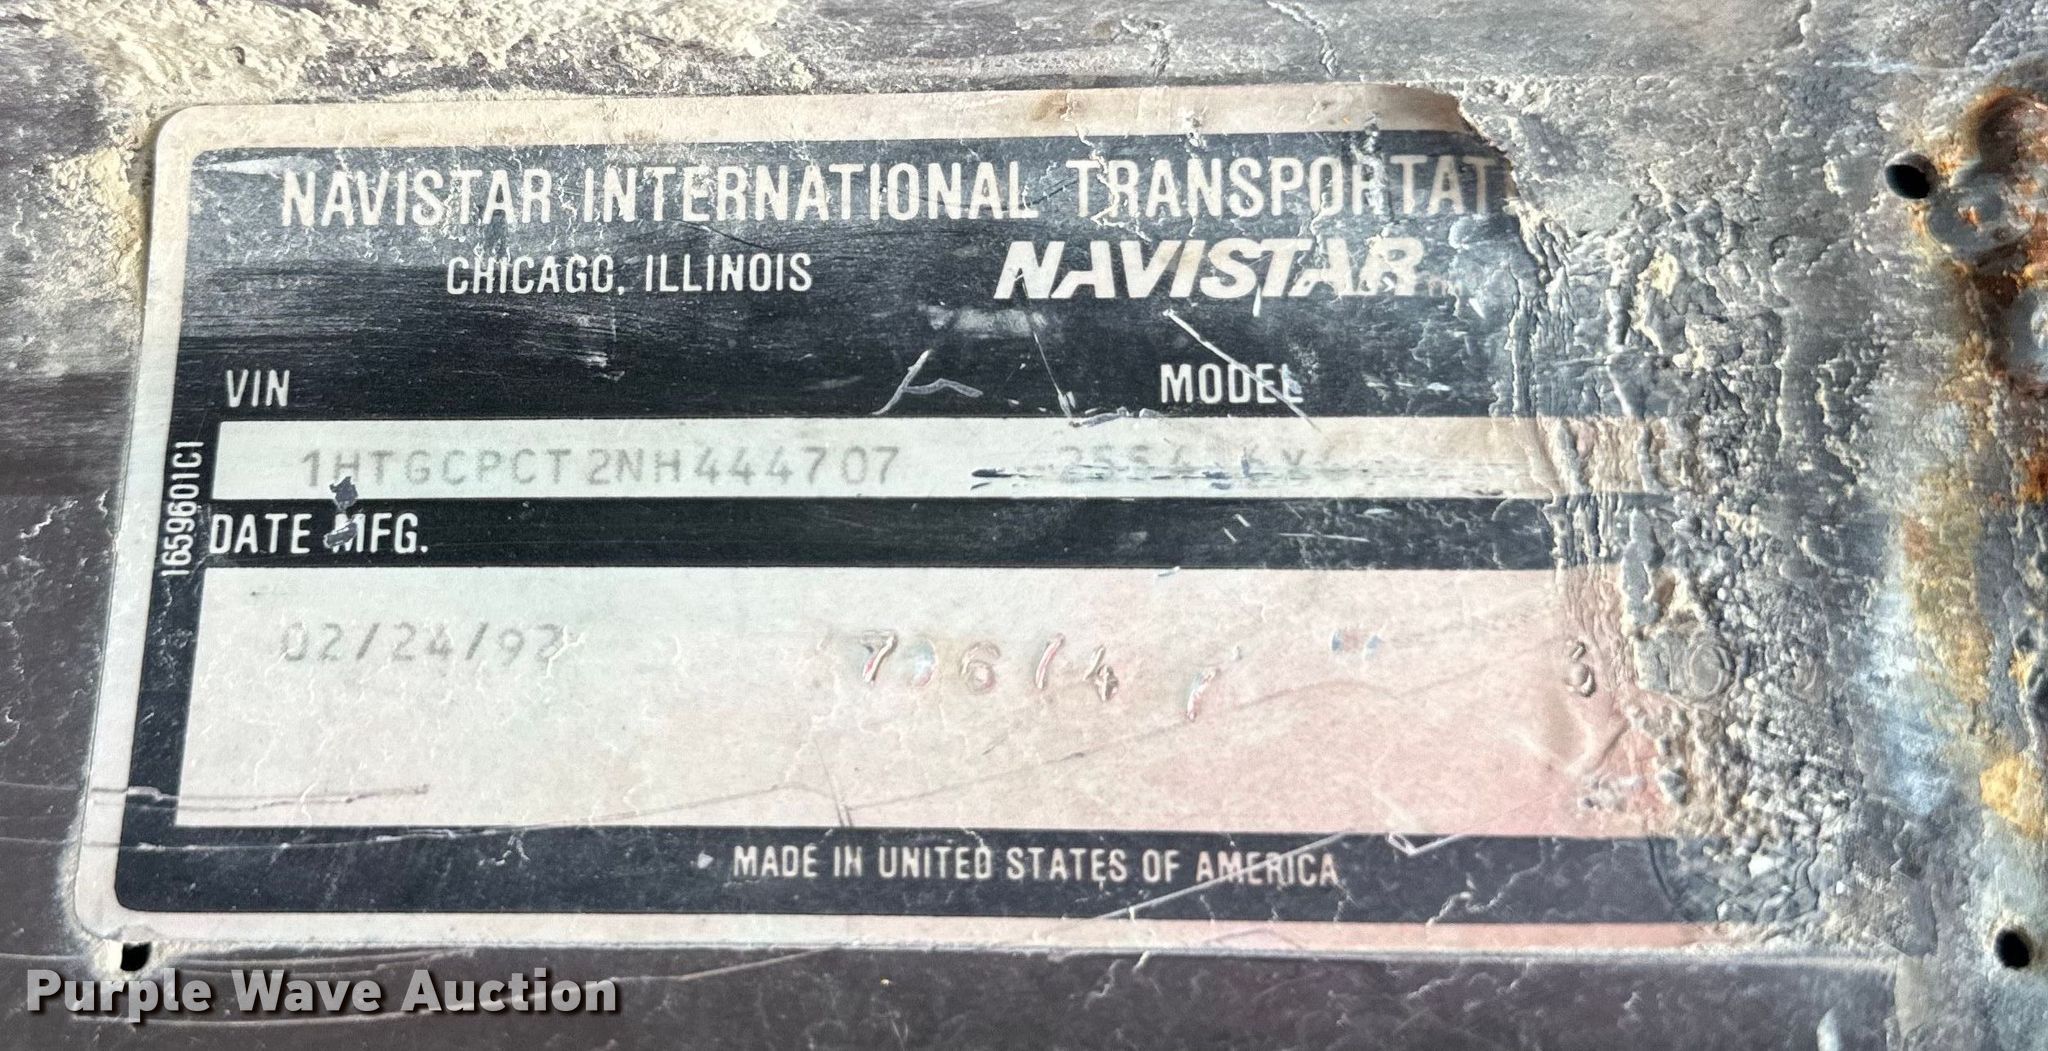 NAVISTAR INTERNATIONAL TRANSPORTAT
CHICAGO, ILLINOIS NAVISTAR
VIN MODEL
1HTGCPCT2NH444707
1659601C1
DATE MFG.
02/24/92
MADE IN UNITED STATES OF AMERICA
Purple Wave Auction